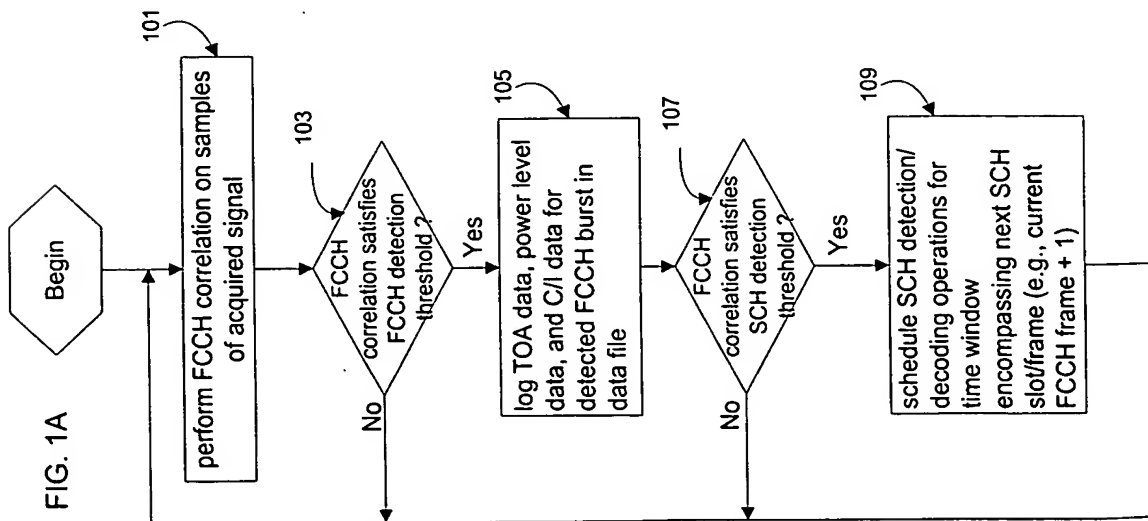 FIG. 1A
Begin
101
perform FCCH correlation on samples
of acquired signal
103
FCCH
correlation satisfies
FCCH detection
threshold ?
No
Yes
105
log TOA data, power level
data, and C/I data for
detected FCCH burst in
data file
107
FCCH
correlation satisfies
SCH detection
threshold ?
No
Yes
109
schedule SCH detection/
decoding operations for
time window
encompassing next SCH
slot/frame (e.g., current
FCCH frame + 1)